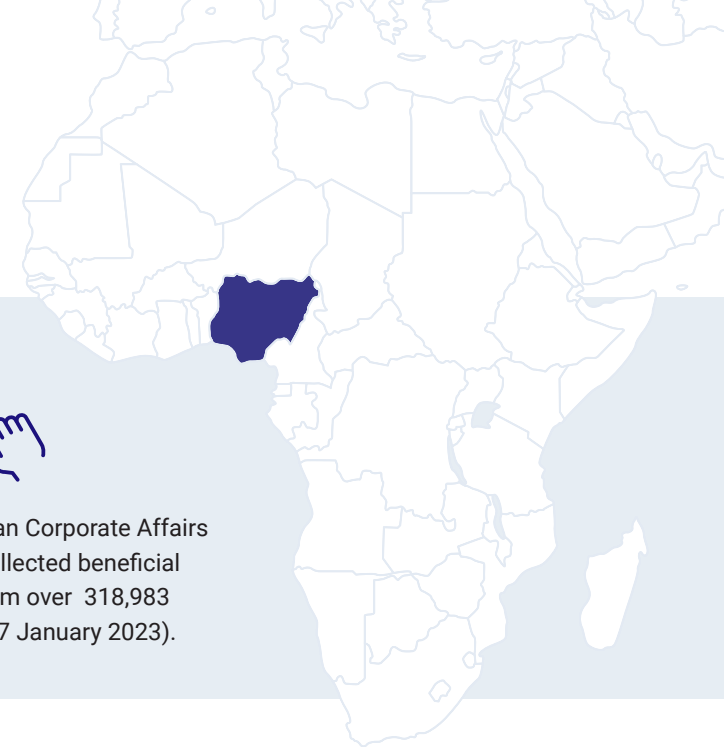 an Corporate Affairs
llected beneficial
m over 318,983
7 January 2023).